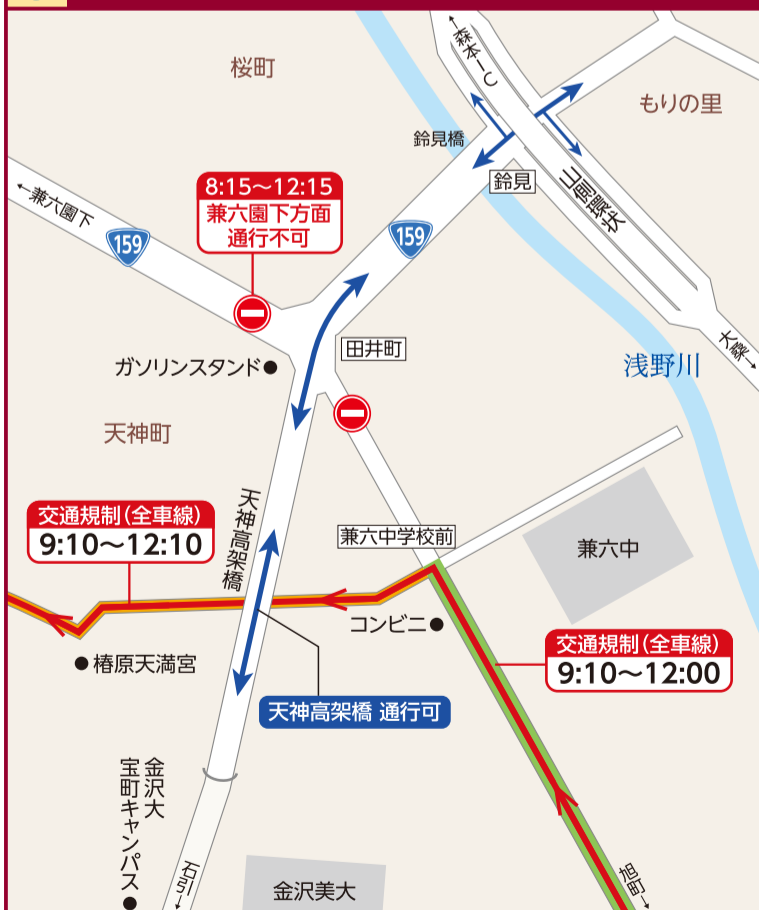 ←森本IC
桜町
もりの里
鈴見橋
鈴見
山側環状
←兼六園下
8:15～12:15
兼六園下方面
通行不可
159
159
田井町
大桑→
ガソリンスタンド●
浅野川
天神町
天神高架橋
交通規制(全車線)
9:10～12:10
兼六中学校前
兼六中
コンビニ●
●椿原天満宮
交通規制(全車線)
9:10～12:00
天神高架橋 通行可
金沢大
宝町キャンパス●
石引→
金沢美大
旭町→